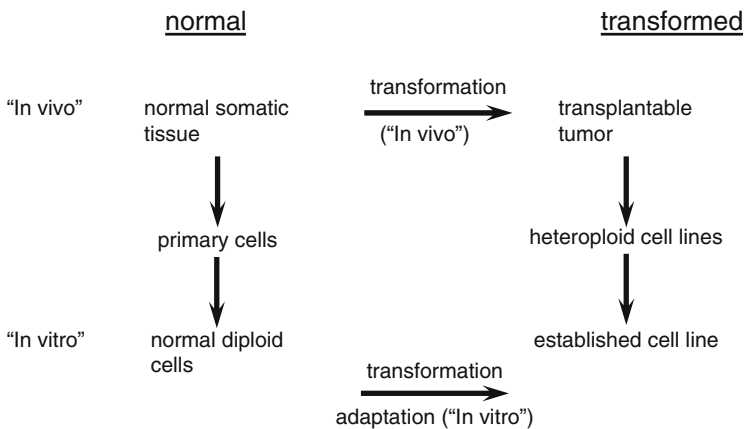 normal
transformed
transformation
“In vivo”
normal somatic
tissue
(“In vivo”)
transplantable
tumor
primary cells
heteroploid cell lines
“In vitro”
normal diploid
cells
established cell line
transformation
adaptation (“In vitro”)